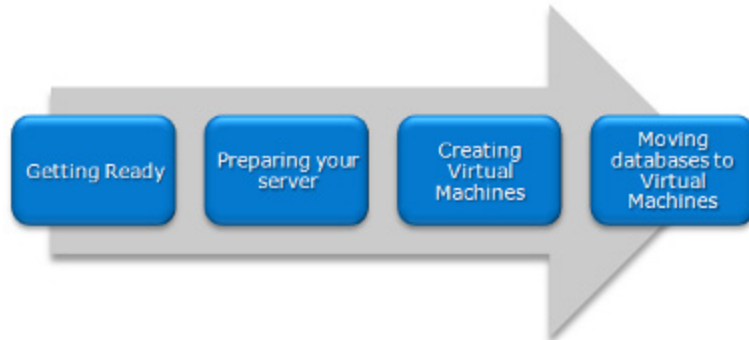 Getting Ready
Preparing your
server
Creating
Virtual
Machines
Moving
databases to
Virtual
Machines